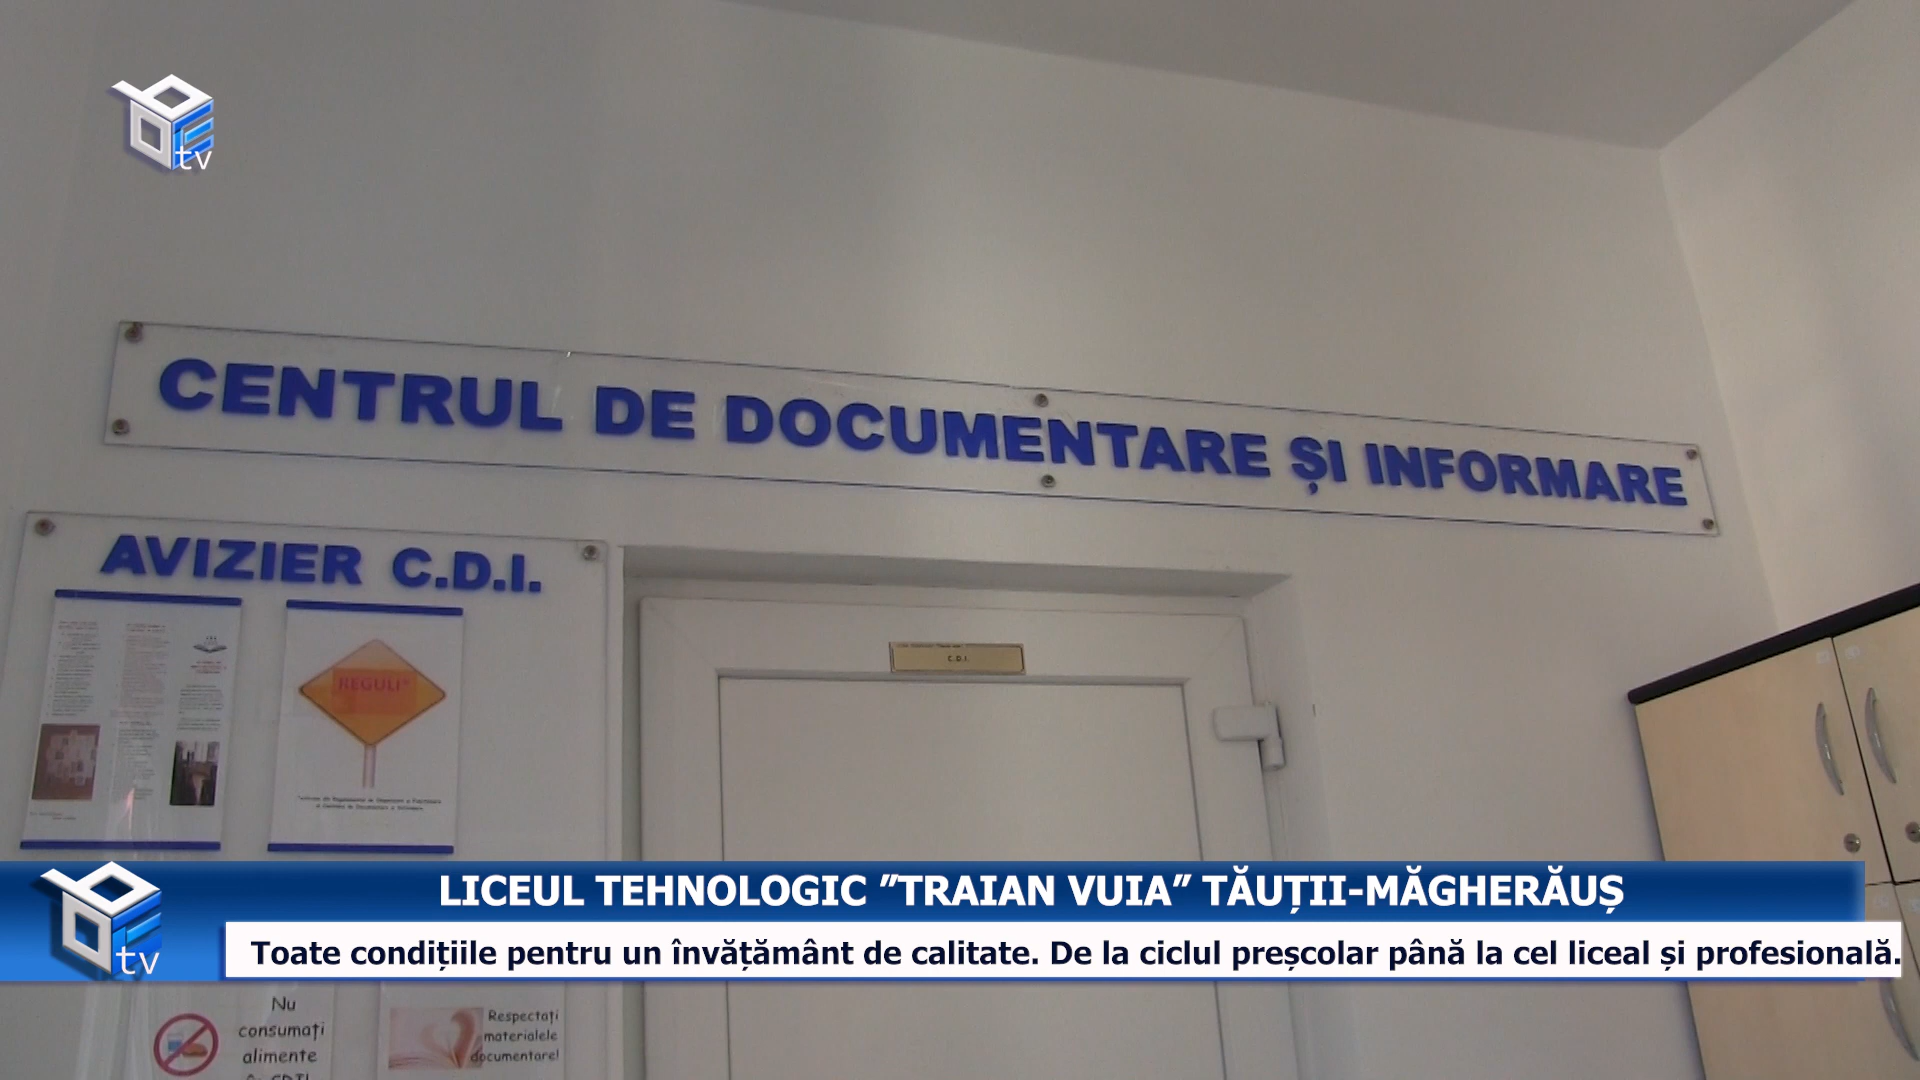 tv
CENTRUL DE DOCUMENTARE ȘI INFORMARE
AVIZIER C.D.I.
C.D.I.
REGULI*
LICEUL TEHNOLOGIC ”TRAIAN VUIA” TĂUȚII-MĂGHERĂUȘ
tv
Toate condițiile pentru un învățământ de calitate. De la ciclul preșcolar până la cel liceal și profesională.
Nu
consumați
alimente
Respectați
materialele
documentare!